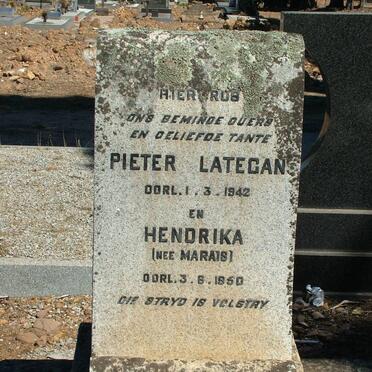 HIER RUS
ONS BEMINDE OUERS
EN GELIEFDE TANTE
PIETER LATEGAN
OORL. 1.3.1942
EN
HENDRIKA
(NEE MARAIS)
OORL. 3.6.1950
DIE STRYD IS VOLSTRY